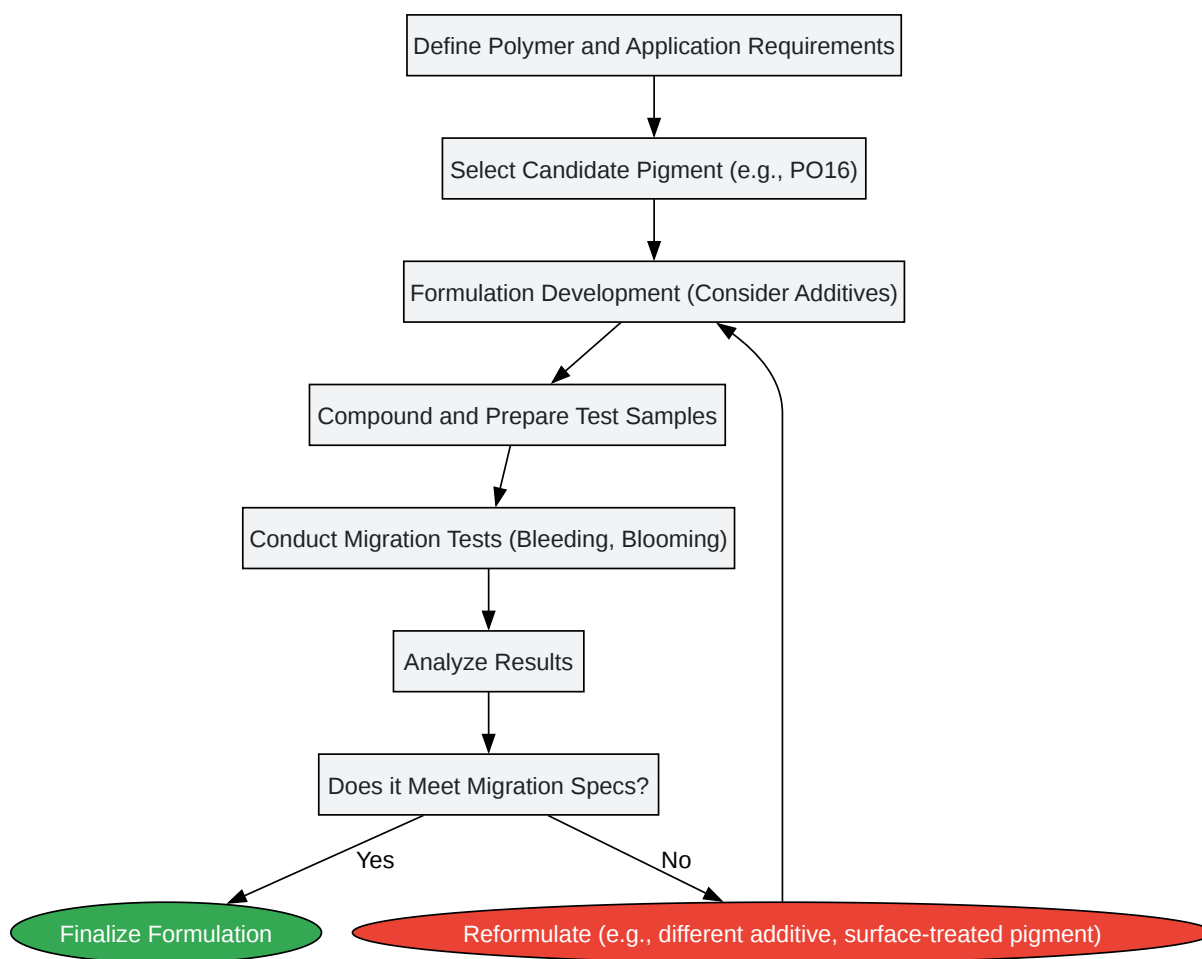 Define Polymer and Application Requirements
Select Candidate Pigment (e.g., PO16)
Formulation Development (Consider Additives)
Compound and Prepare Test Samples
Conduct Migration Tests (Bleeding, Blooming)
Analyze Results
Does it Meet Migration Specs?
Yes
No
Finalize Formulation
Reformulate (e.g., different additive, surface-treated pigment)